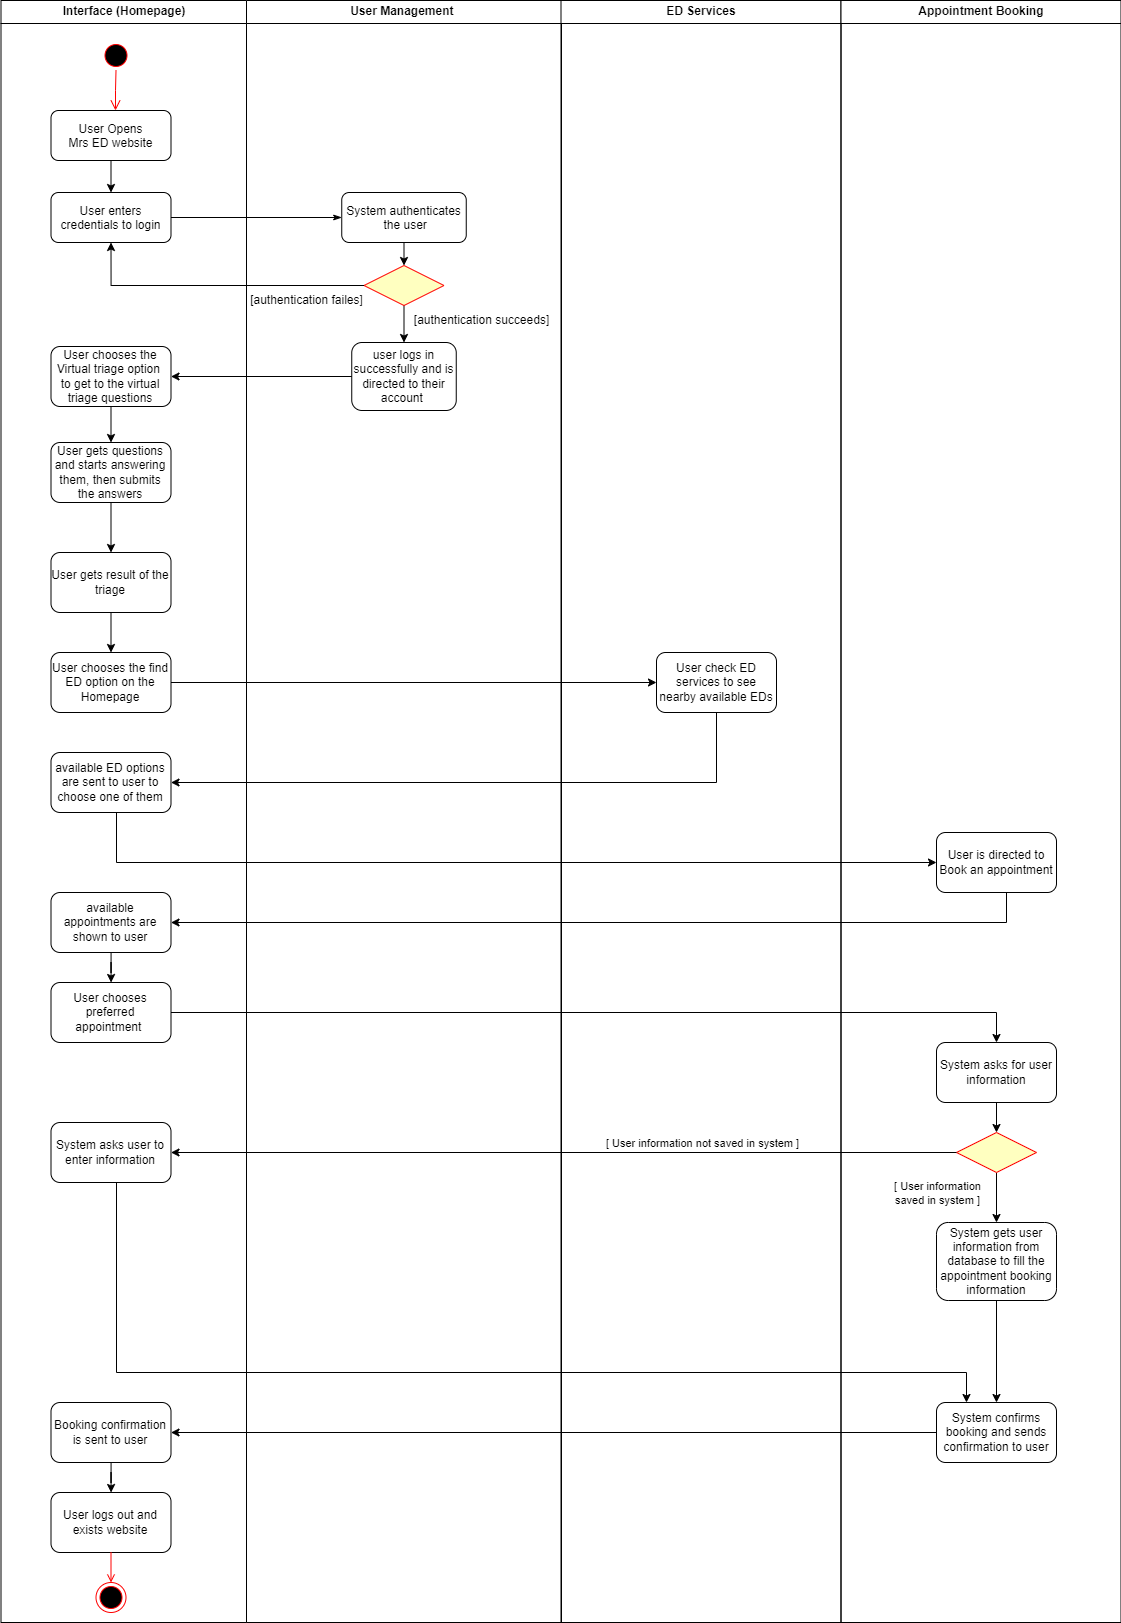 Interface (Homepage)
User Management
ED Services
Appointment Booking
User Opens
Mrs ED website
User enters
credentials to login
System authenticates
the user
[authentication failes]
[authentication succeeds]
user logs in
successfully and is
directed to their
account
User chooses the
Virtual triage option
to get to the virtual
triage questions
User gets questions
and starts answering
them, then submits
the answers
User gets result of the
triage
User chooses the find
ED option on the
Homepage
User check ED
services to see
nearby available EDs
available ED options
are sent to user to
choose one of them
User is directed to
Book an appointment
available
appointments are
shown to user
User chooses
preferred
appointment
System asks for user
information
[ User information not saved in system ]
System asks user to
enter information
[ User information
saved in system ]
System gets user
information from
database to fill the
appointment booking
information
System confirms
booking and sends
confirmation to user
Booking confirmation
is sent to user
User logs out and
exists website